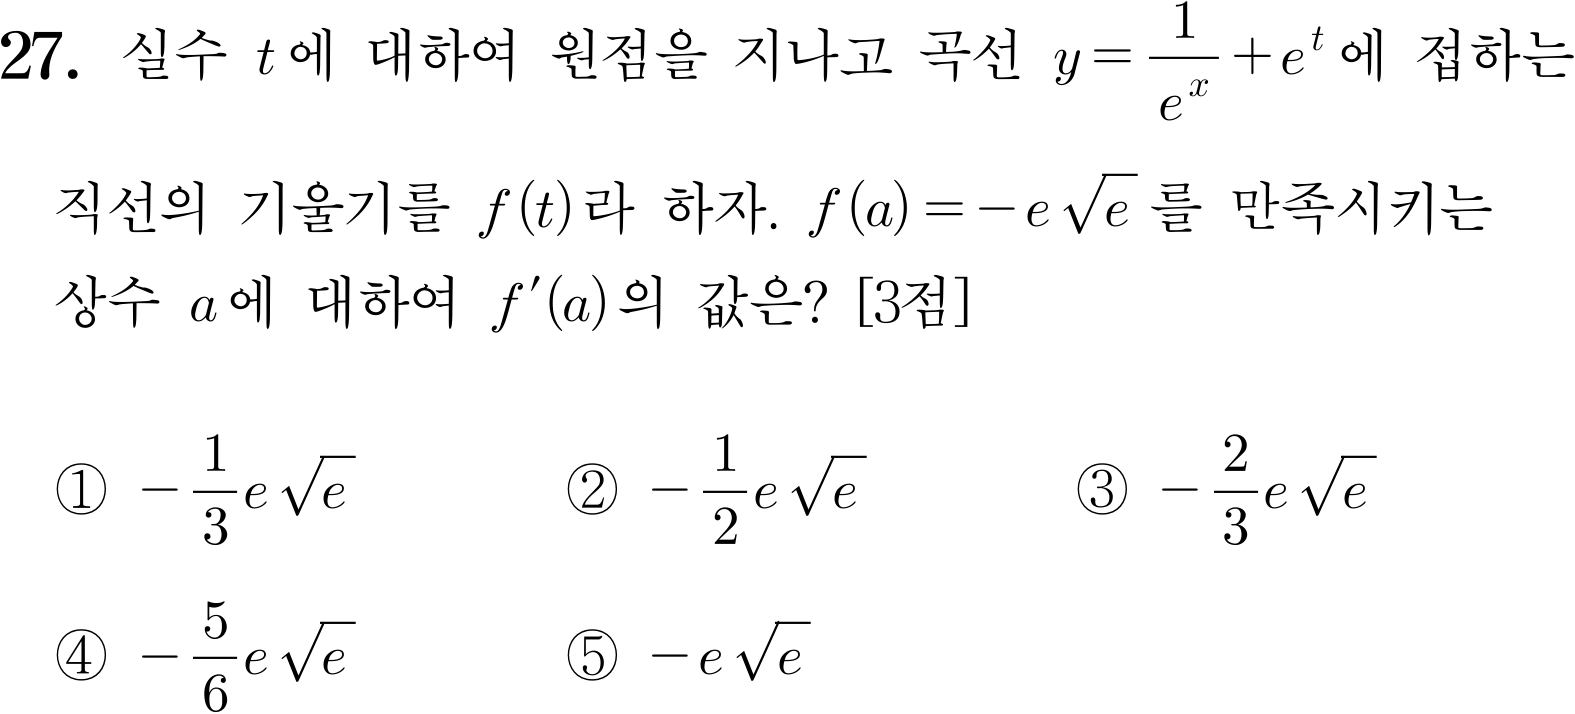 27. 실수 $t$에 대하여 원점을 지나고 곡선 $y=\frac{1}{e^{x}}+e^{t}$에 접하는
직선의 기울기를 $f(t)$라 하자. $f(a)=-e\sqrt{e}$를 만족시키는
상수 $a$에 대하여 $f'(a)$의 값은? [3점]
① $-\frac{1}{3}e\sqrt{e}$ ② $-\frac{1}{2}e\sqrt{e}$ ③ $-\frac{2}{3}e\sqrt{e}$
④ $-\frac{5}{6}e\sqrt{e}$ ⑤ $-e\sqrt{e}$